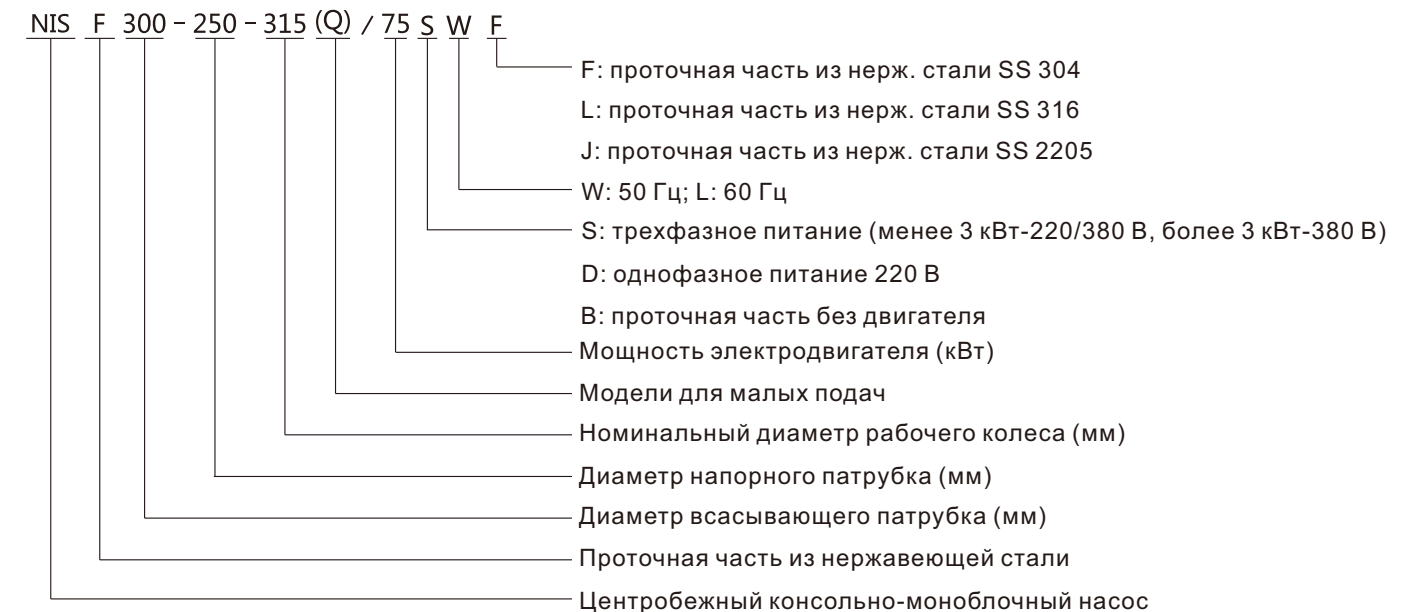 NIS F 300 - 250 - 315 (Q) / 75 S W F
F: проточная часть из нерж. стали SS 304
L: проточная часть из нерж. стали SS 316
J: проточная часть из нерж. стали SS 2205
W: 50 Гц; L: 60 Гц
S: трехфазное питание (менее 3 кВт-220/380 В, более 3 кВт-380 В)
D: однофазное питание 220 В
B: проточная часть без двигателя
Мощность электродвигателя (кВт)
Модели для малых подач
Номинальный диаметр рабочего колеса (мм)
Диаметр напорного патрубка (мм)
Диаметр всасывающего патрубка (мм)
Проточная часть из нержавеющей стали
Центробежный консольно-моноблочный насос